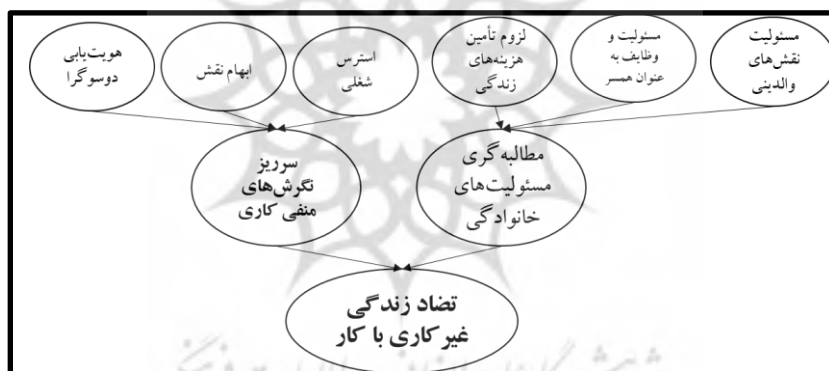 مسئولیت
نقش‌های
والدینی
مسئولیت و
وظایف به
عنوان همسر
لزوم تأمین
هزینه‌های
زندگی
استرس
شغلی
ابهام نقش
هویت‌یابی
دوسوگرا
مطالبه‌گری
مسئولیت‌های
خانوادگی
سرریز
نگرش‌های
منفی کاری
تضاد زندگی
غیرکاری با کار